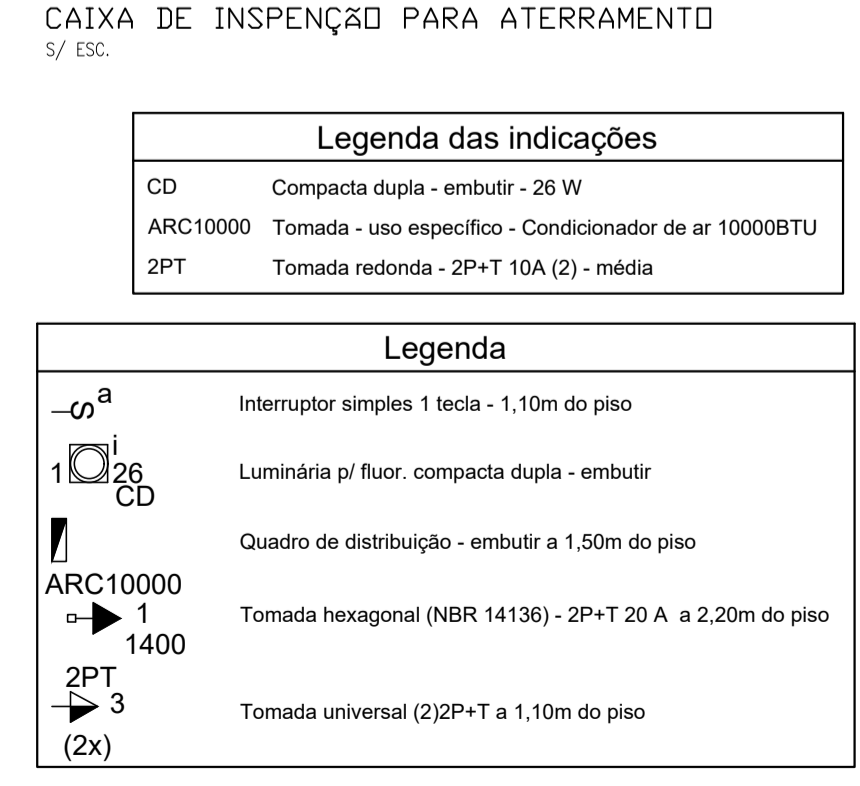 CAIXA DE INSPENÇÃO PARA ATERRAMENTO
S/ ESC.
Legenda das indicações
CD Compacta dupla - embutir - 26 W
ARC10000 Tomada - uso específico - Condicionador de ar 10000BTU
2PT Tomada redonda - 2P+T 10A (2) - média
Legenda
a
Interruptor simples 1 tecla - 1,10m do piso
i
1 26 Luminária p/ fluor. compacta dupla - embutir
CD
Quadro de distribuição - embutir a 1,50m do piso
ARC10000
1 Tomada hexagonal (NBR 14136) - 2P+T 20 A a 2,20m do piso
1400
2PT
3 Tomada universal (2)2P+T a 1,10m do piso
(2x)